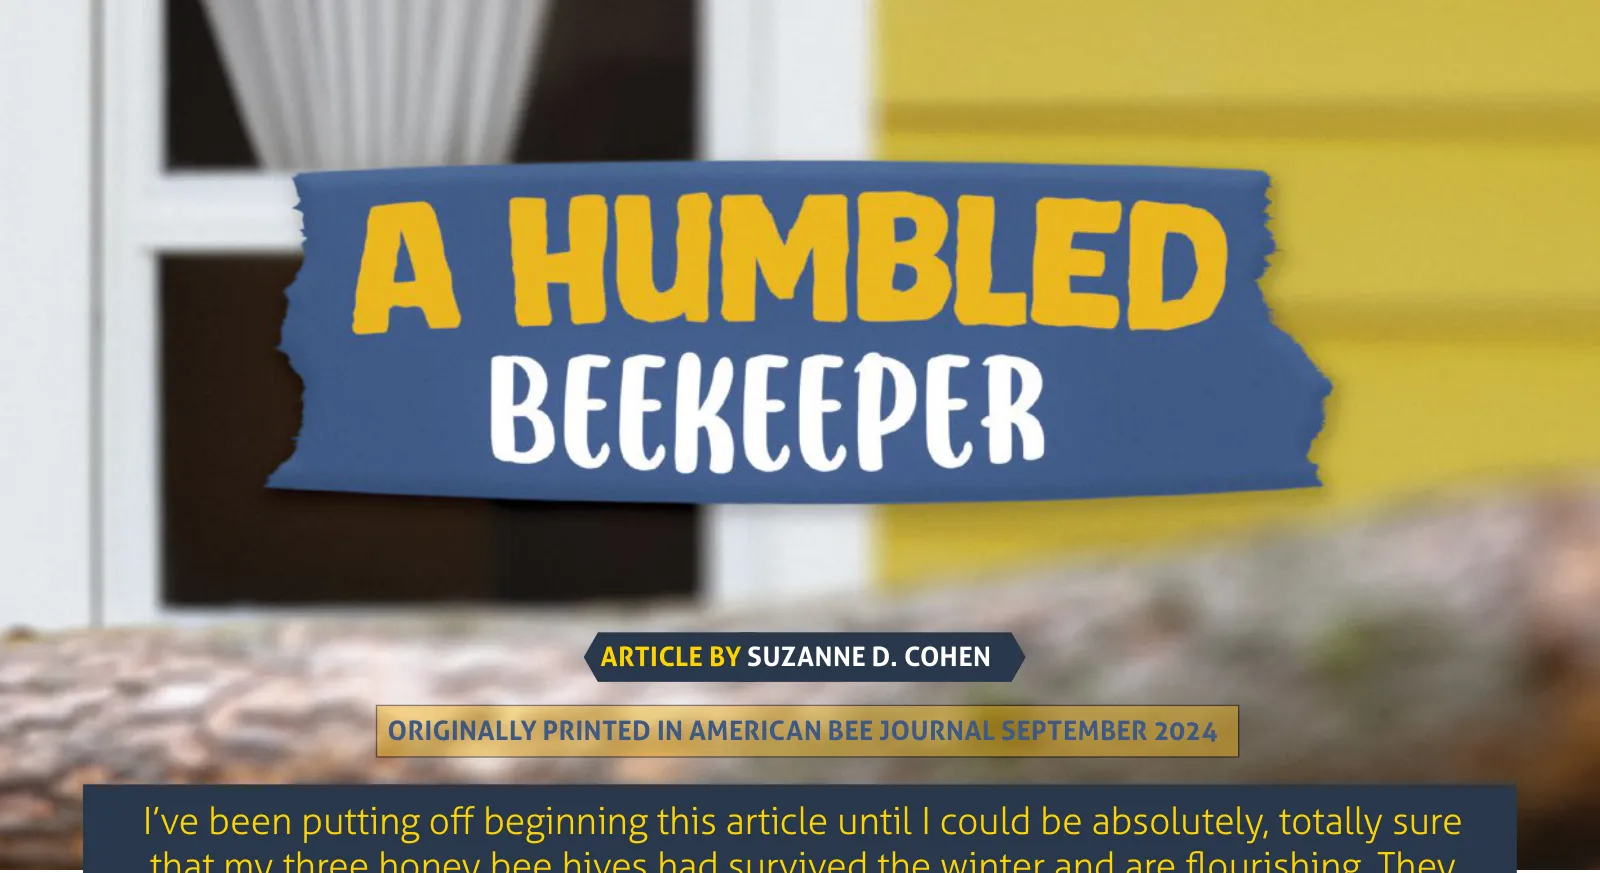 A HUMBLED
BEEKEEPER
ARTICLE BY SUZANNE D. COHEN
ORIGINALLY PRINTED IN AMERICAN BEE JOURNAL SEPTEMBER 2024
I've been putting off beginning this article until I could be absolutely, totally sure
that my three honey bee hives had survived the winter and are flourishing. They